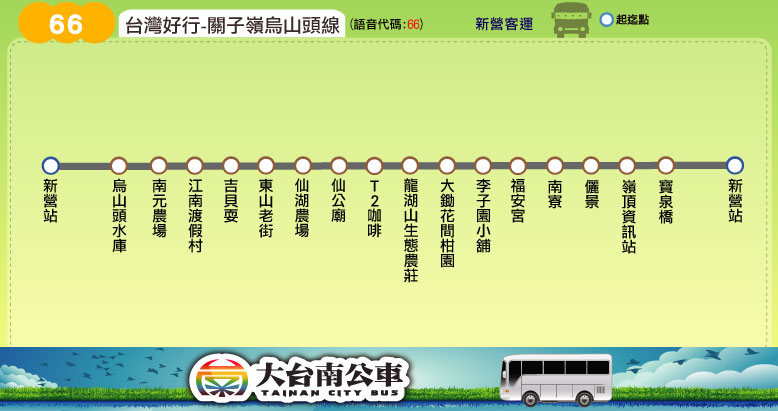 66
台灣好行-關子嶺烏山頭線
(語音代碼:66)
新營客運
起迄點
新營站
烏山頭水庫
南元農場
江南渡假村
吉貝耍
東山老街
仙湖農場
仙公廟
T2咖啡
龍湖山生態農莊
大鋤花間柑園
李子園小舖
福安宮
南寮
儷景
嶺頂資訊站
寶泉橋
新營站
大台南公車
TAINAN CITY BUS